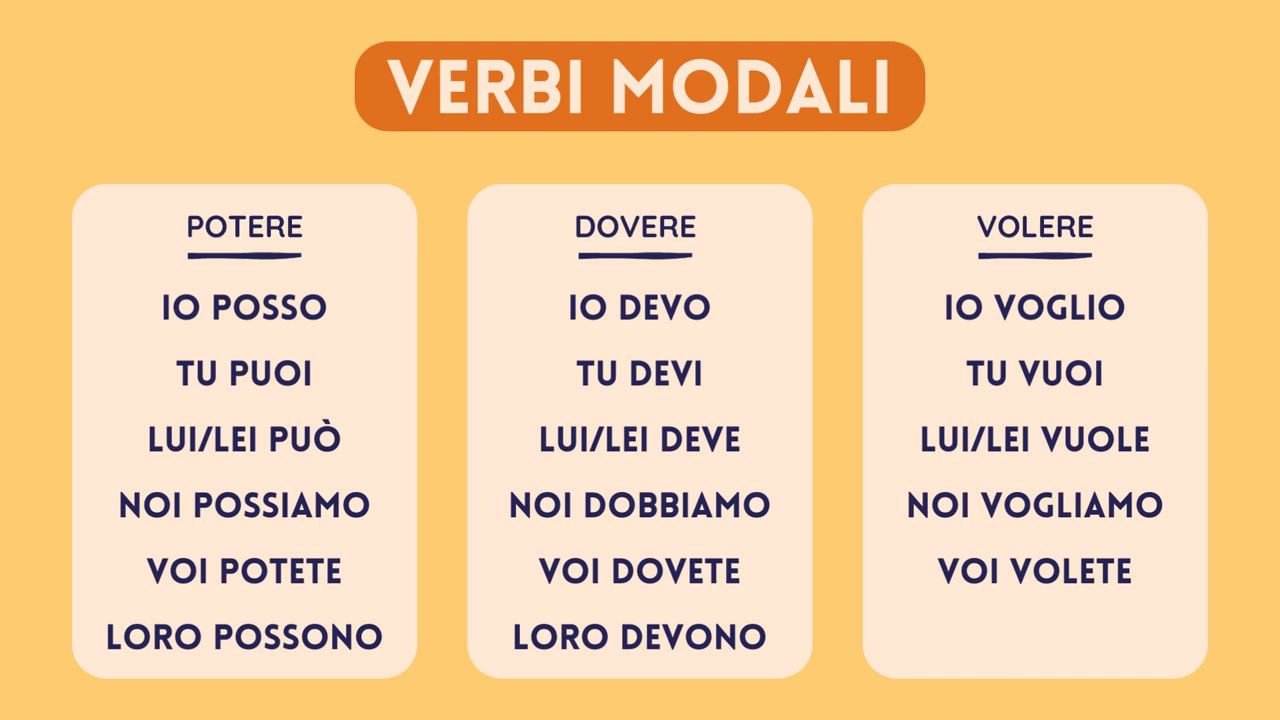 VERBI MODALI
POTERE
IO POSSO
TU PUOI
LUI/LEI PUÒ
NOI POSSIAMO
VOI POTETE
LORO POSSONO
DOVERE
IO DEVO
TU DEVI
LUI/LEI DEVE
NOI DOBBIAMO
VOI DOVETE
LORO DEVONO
VOLERE
IO VOGLIO
TU VUOI
LUI/LEI VUOLE
NOI VOGLIAMO
VOI VOLETE